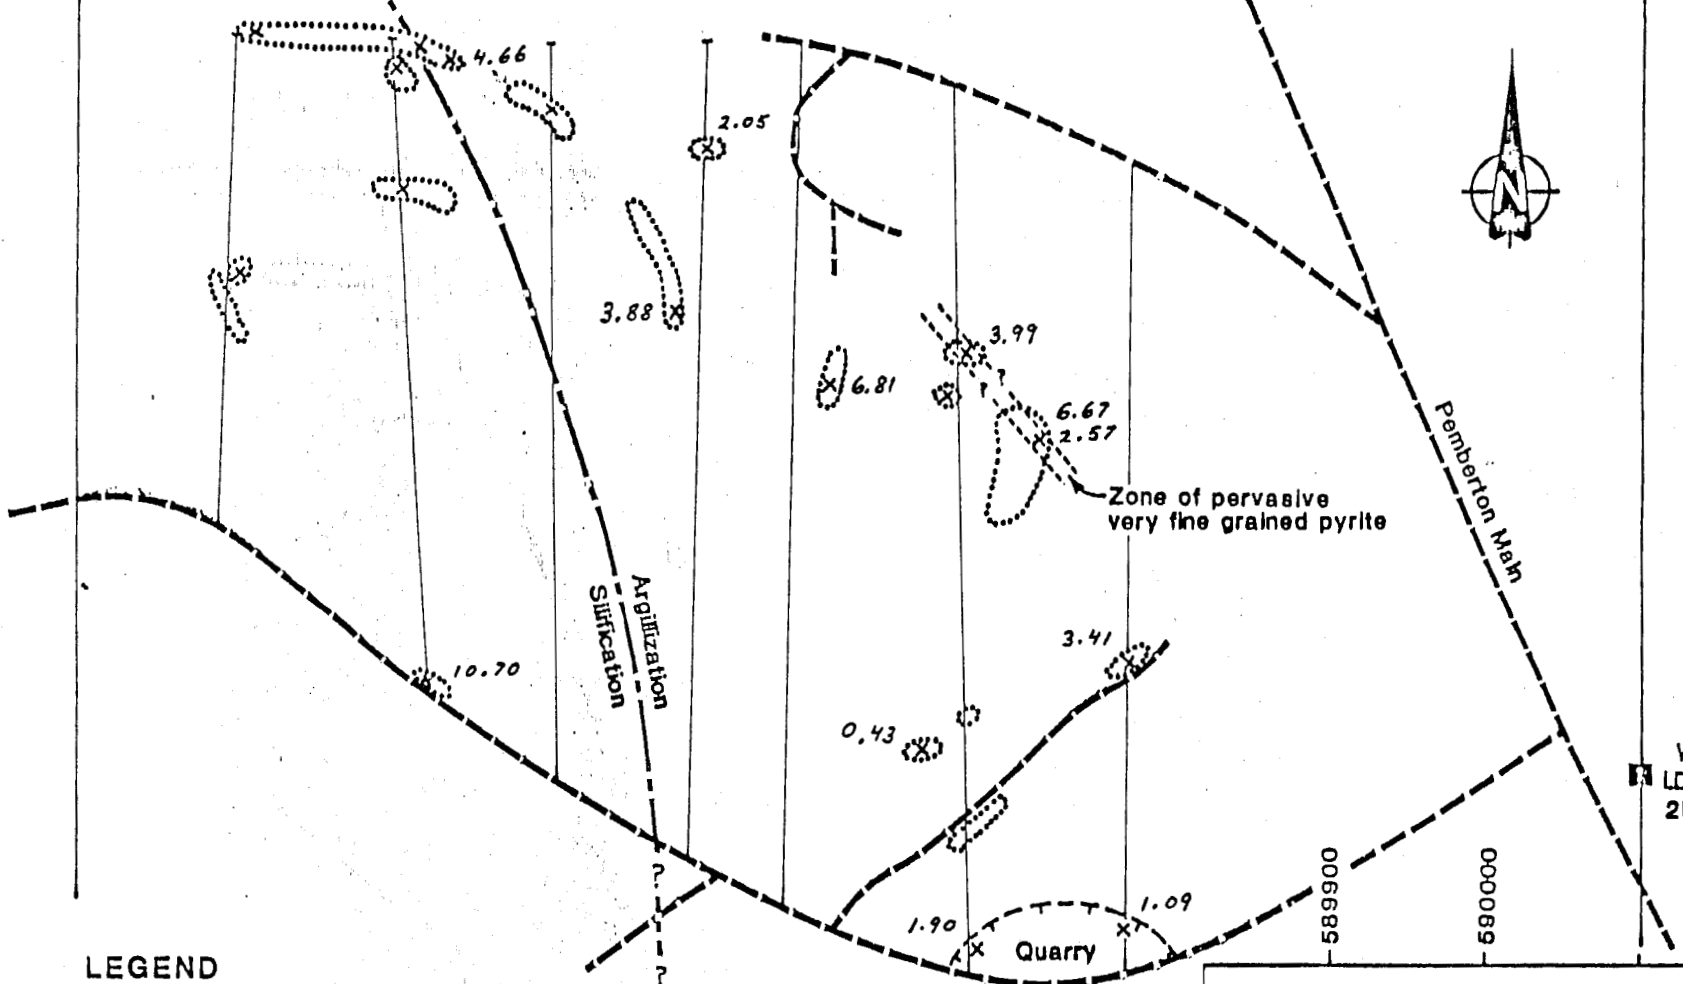 4.66
2.05
N
3.88
3.99
6.81
?
?
6.67
2.57
Zone of pervasive
very fine grained pyrite
Pemberton Main
Argillization
Silification
3.41
10.70
0.43
?
?
1.90
1.09
Quarry
589900
590000
LEGEND